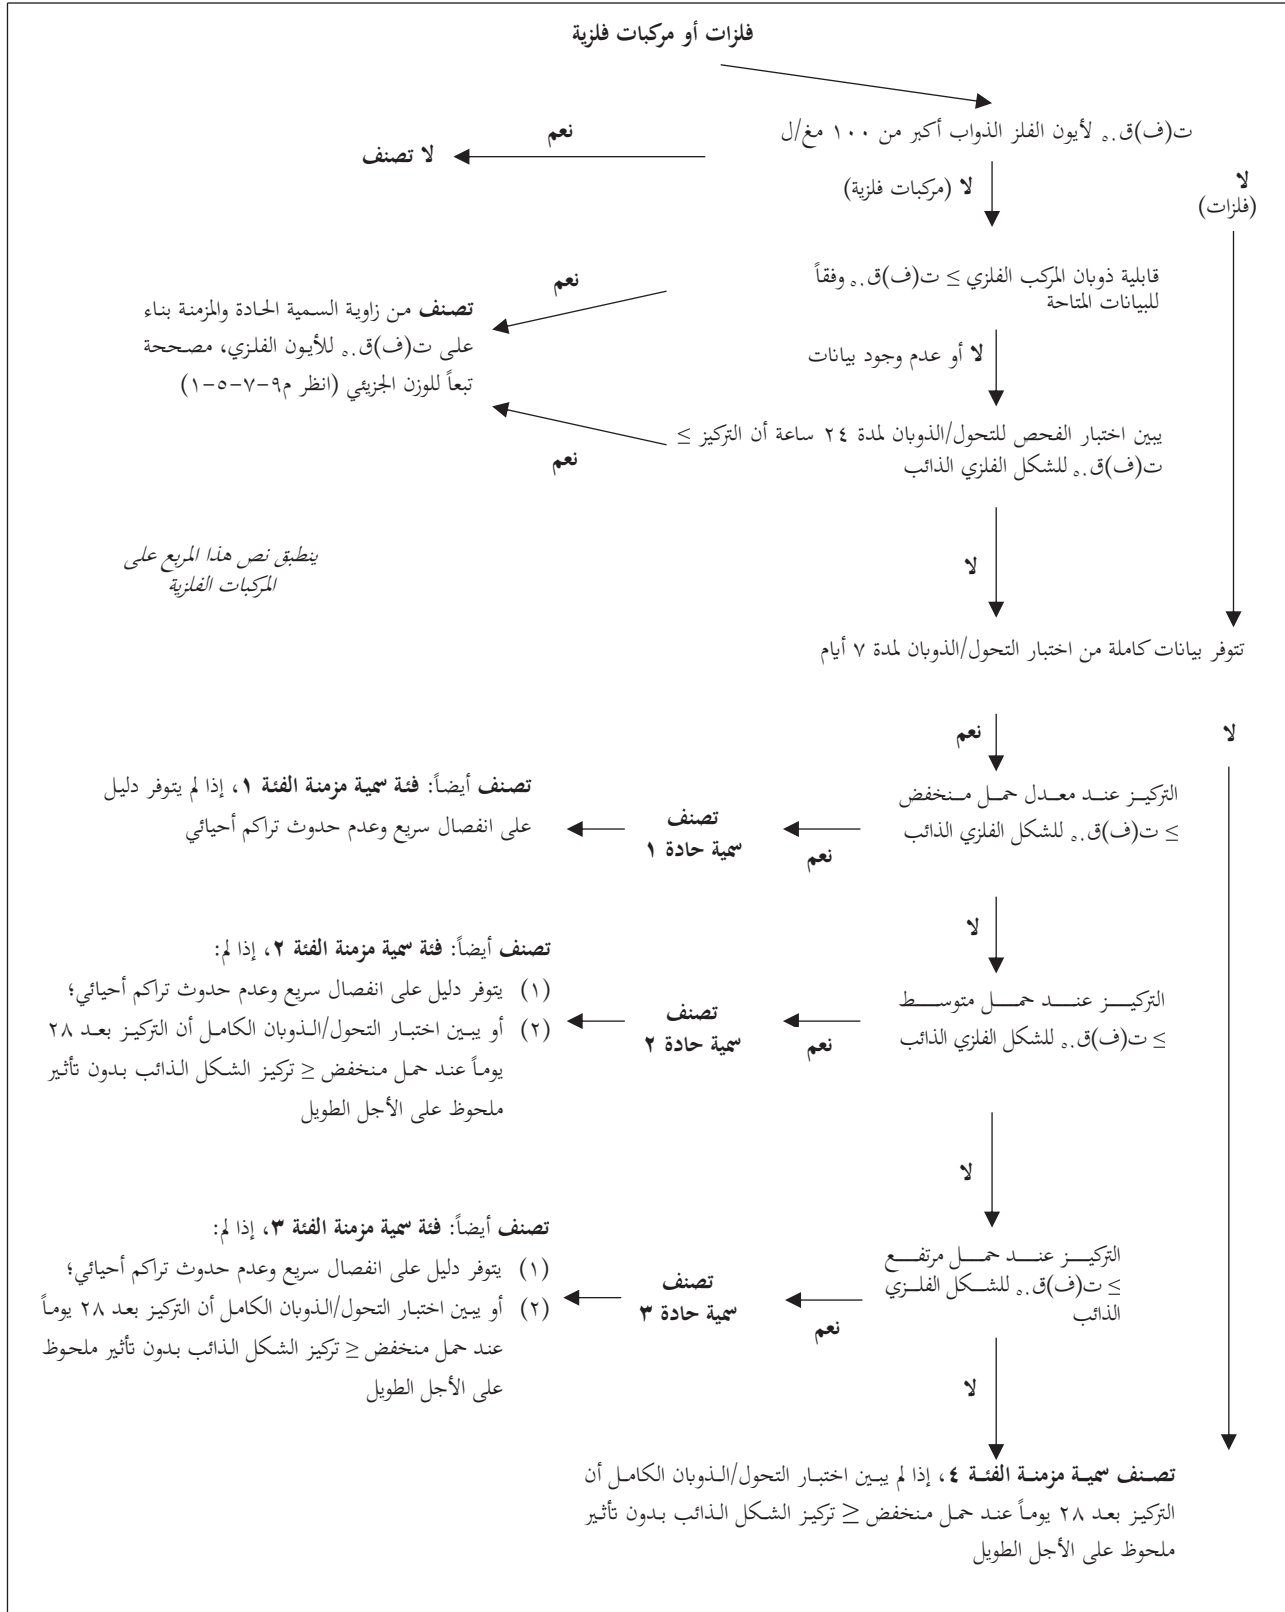 فلزات أو مركبات فلزية
ت(ف)ق.٥ لأيون الفلز الذواب أكبر من ١٠٠ مغ/ل
نعم
لا تصنف
لا (مركبات فلزية)
لا
(فلزات)
قابلية ذوبان المركب الفلزي ≥ ت(ف)ق.٥ وفقاً
للبيانات المتاحة
نعم
تصنف من زاوية السمية الحادة والمزمنة بناء
على ت(ف)ق.٥ للأيون الفلزي، مصححة
تبعاً للوزن الجزيئي (انظر م٩-٧-٥-١)
لا أو عدم وجود بيانات
يبين اختبار الفحص للتحول/الذوبان لمدة ٢٤ ساعة أن التركيز ≥
ت(ف)ق.٥ للشكل الفلزي الذائب
نعم
ينطبق نص هذا المربع على
المركبات الفلزية
لا
تتوفر بيانات كاملة من اختبار التحول/الذوبان لمدة ٧ أيام
نعم
لا
التركيز عند معدل حمل منخفض
≥ ت(ف)ق.٥ للشكل الفلزي الذائب
نعم
تصنف
سمية حادة ١
تصنف أيضاً: فئة سمية مزمنة الفئة ١، إذا لم يتوفر دليل
على انفصال سريع وعدم حدوث تراكم أحيائي
لا
التركيز عند حمل متوسط
≥ ت(ف)ق.٥ للشكل الفلزي الذائب
نعم
تصنف
سمية حادة ٢
تصنف أيضاً: فئة سمية مزمنة الفئة ٢، إذا لم:
(١) يتوفر دليل على انفصال سريع وعدم حدوث تراكم أحيائي؛
(٢) أو يبين اختبار التحول/الذوبان الكامل أن التركيز بعد ٢٨
يوماً عند حمل منخفض ≤ تركيز الشكل الذائب بدون تأثير
ملحوظ على الأجل الطويل
لا
التركيز عند حمل مرتفع
≥ ت(ف)ق.٥ للشكل الفلزي
الذائب
نعم
تصنف
سمية حادة ٣
تصنف أيضاً: فئة سمية مزمنة الفئة ٣، إذا لم:
(١) يتوفر دليل على انفصال سريع وعدم حدوث تراكم أحيائي؛
(٢) أو يبين اختبار التحول/الذوبان الكامل أن التركيز بعد ٢٨ يوماً
عند حمل منخفض ≤ تركيز الشكل الذائب بدون تأثير ملحوظ
على الأجل الطويل
لا
تصنف سمية مزمنة الفئة ٤، إذا لم يبين اختبار التحول/الذوبان الكامل أن
التركيز بعد ٢٨ يوماً عند حمل منخفض ≤ تركيز الشكل الذائب بدون تأثير
ملحوظ على الأجل الطويل